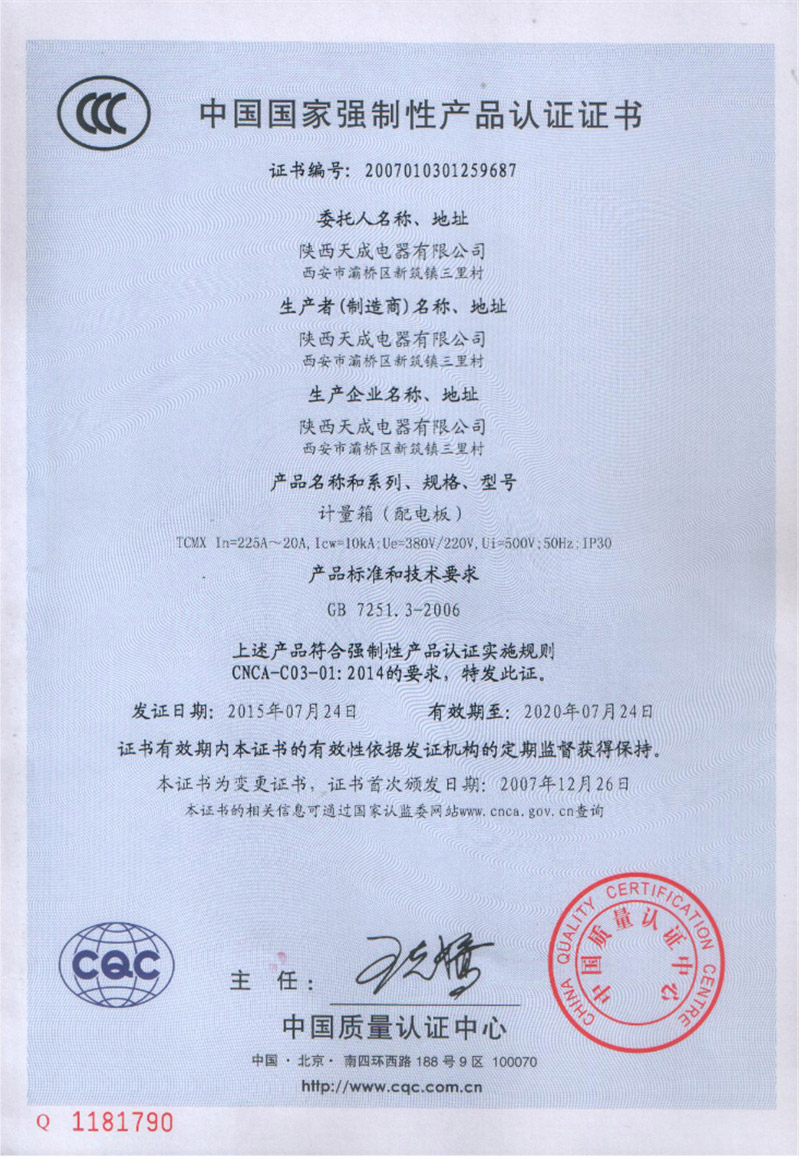 中国国家强制性产品认证证书
证书编号: 2007010301259687
委托人名称、地址
陕西天成电器有限公司
西安市灞桥区新筑镇三里村
生产者(制造商)名称、地址
陕西天成电器有限公司
西安市灞桥区新筑镇三里村
生产企业名称、地址
陕西天成电器有限公司
西安市灞桥区新筑镇三里村
产品名称和系列、规格、型号
计量箱(配电板)
TCMX In=225A~20A,Icw=10kA;Ue=380V/220V,Ui=500V;50Hz;IP30
产品标准和技术要求
GB 7251.3-2006
上述产品符合强制性产品认证实施规则
CNCA-C03-01:2014的要求，特发此证。
发证日期: 2015年07月24日 有效期至: 2020年07月24日
证书有效期内本证书的有效性依据发证机构的定期监督获得保持。
本证书为变更证书，证书首次颁发日期: 2007年12月26日
本证书的相关信息可通过国家认监委网站www.cnca.gov.cn查询
CQC
主 任:
CHINA QUALITY CERTIFICATION CENTRE
中国质量认证中心
中国质量认证中心
中国·北京·南四环西路 188 号 9 区 100070
http://www.cqc.com.cn
Q 1181790